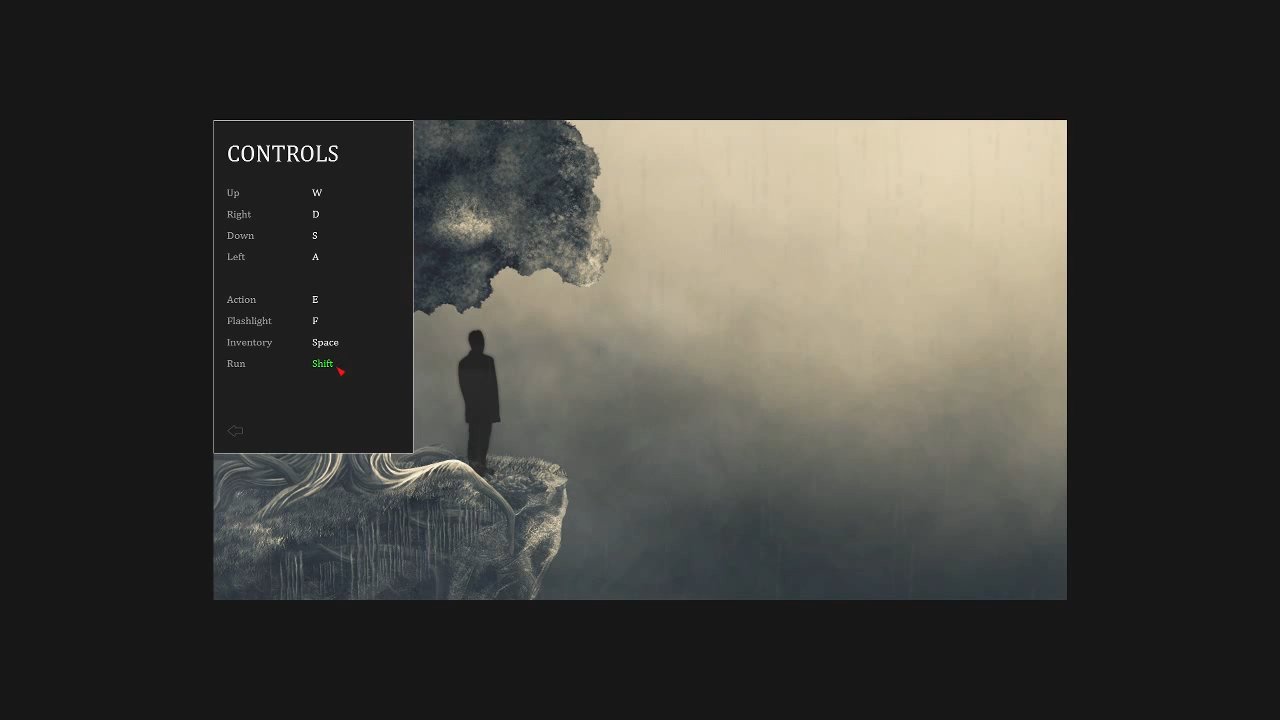 CONTROLS
Up W
Right D
Down S
Left A
Action E
Flashlight F
Inventory Space
Run Shift